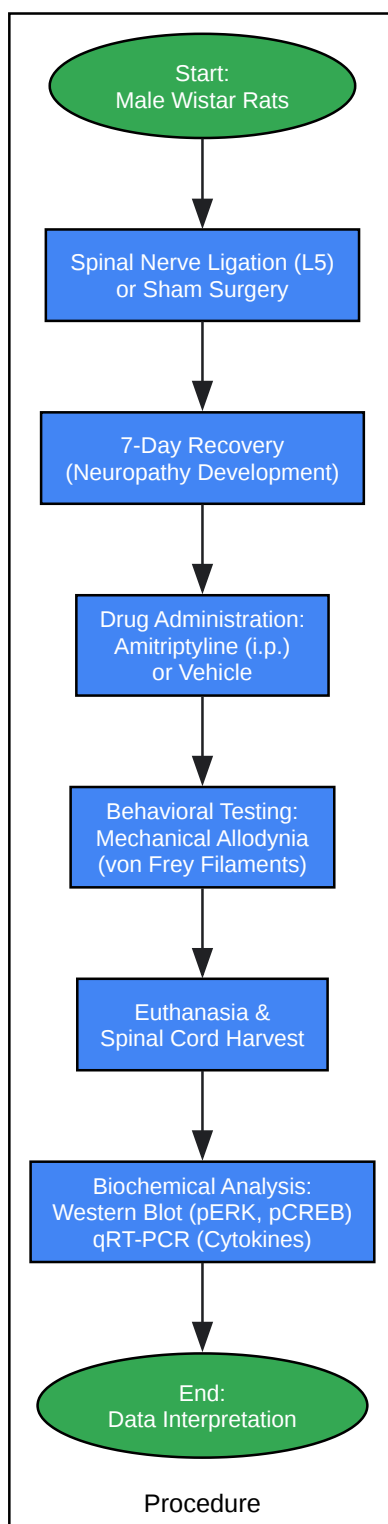 Start:
Male Wistar Rats
Spinal Nerve Ligation (L5)
or Sham Surgery
7-Day Recovery
(Neuropathy Development)
Drug Administration:
Amitriptyline (i.p.)
or Vehicle
Behavioral Testing:
Mechanical Allodynia
(von Frey Filaments)
Euthanasia &
Spinal Cord Harvest
Biochemical Analysis:
Western Blot (pERK, pCREB)
qRT-PCR (Cytokines)
End:
Data Interpretation
Procedure